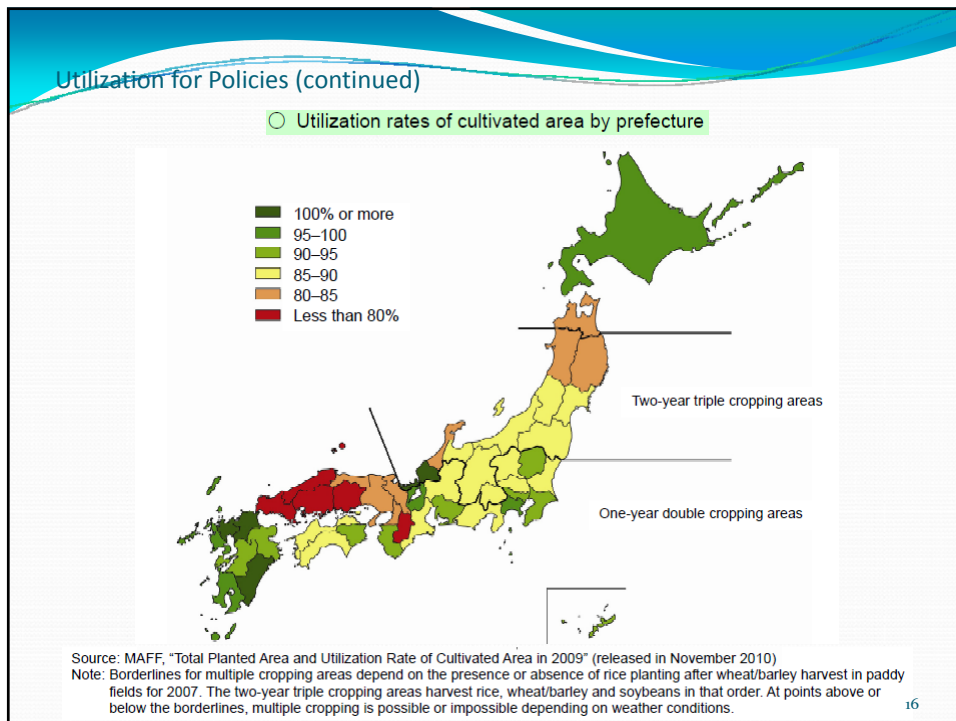 Utilization for Policies (continued)
○ Utilization rates of cultivated area by prefecture
100% or more
95–100
90–95
85–90
80–85
Less than 80%
Two-year triple cropping areas
One-year double cropping areas
Source: MAFF, “Total Planted Area and Utilization Rate of Cultivated Area in 2009” (released in November 2010)
Note: Borderlines for multiple cropping areas depend on the presence or absence of rice planting after wheat/barley harvest in paddy
fields for 2007. The two-year triple cropping areas harvest rice, wheat/barley and soybeans in that order. At points above or
below the borderlines, multiple cropping is possible or impossible depending on weather conditions.
16